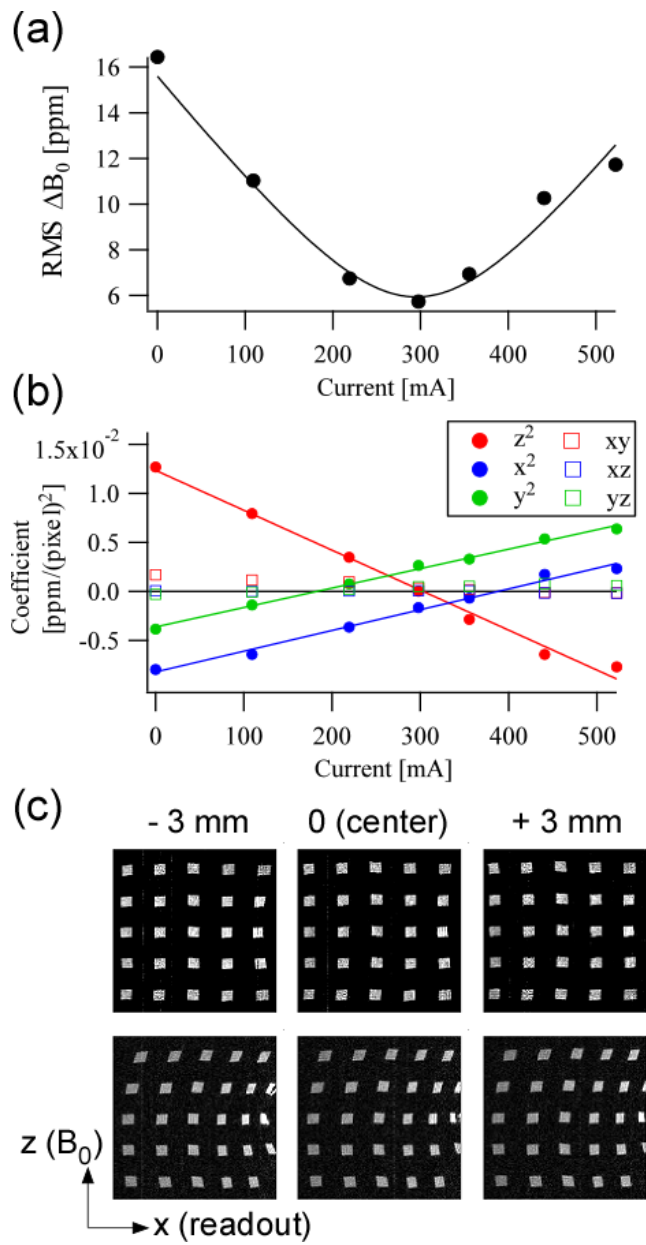 (a)
16
14
12
10
8
6
RMS ΔB₀ [ppm]
0 100 200 300 400 500
Current [mA]
(b)
1.5x10⁻²
1.0
0.5
0.0
-0.5
Coefficient
[ppm/(pixel)²]
z² xy
x² xz
y² yz
0 100 200 300 400 500
Current [mA]
(c)
- 3 mm 0 (center) + 3 mm
z (B₀)
x (readout)